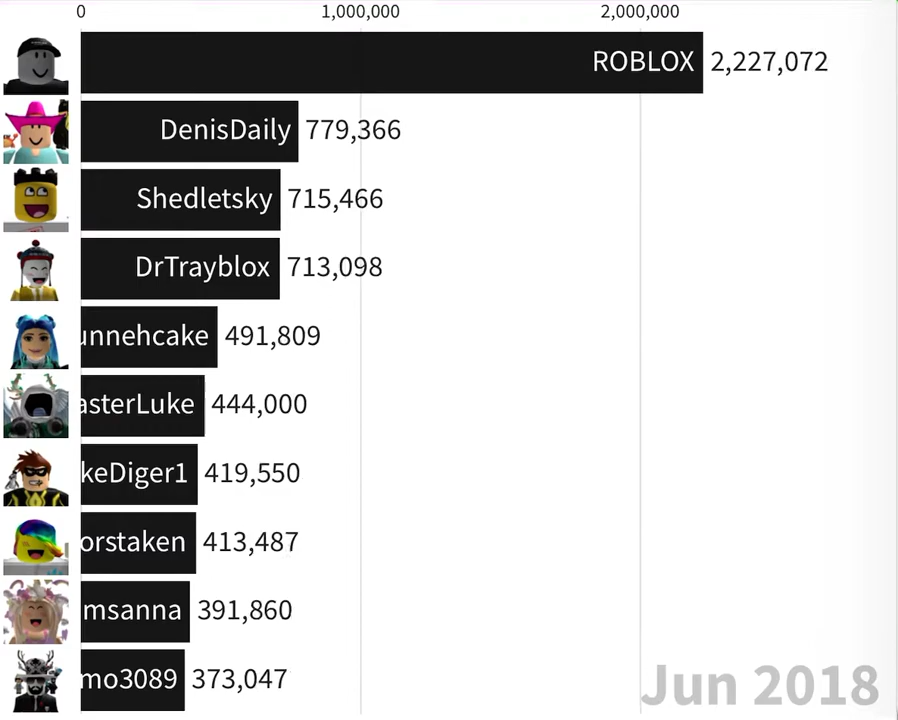 0 1,000,000 2,000,000
ROBLOX 2,227,072
DenisDaily 779,366
Shedletsky 715,466
DrTrayblox 713,098
unnehcake 491,809
asterLuke 444,000
keDiger1 419,550
orstaken 413,487
msanna 391,860
mo3089 373,047
Jun 2018